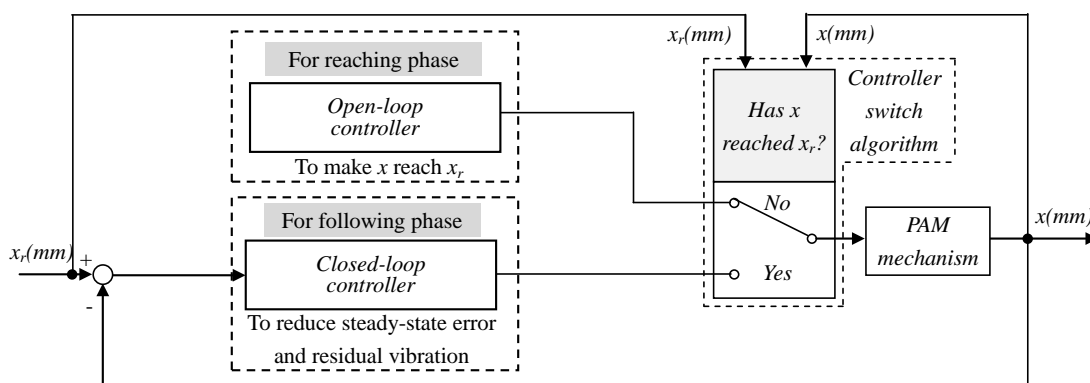 For reaching phase
Open-loop
controller
To make x reach xr
For following phase
Closed-loop
controller
To reduce steady-state error
and residual vibration
xr(mm)
+
-
xr(mm)
x(mm)
Has x
reached xr?
No
Yes
Controller
switch
algorithm
PAM
mechanism
x(mm)